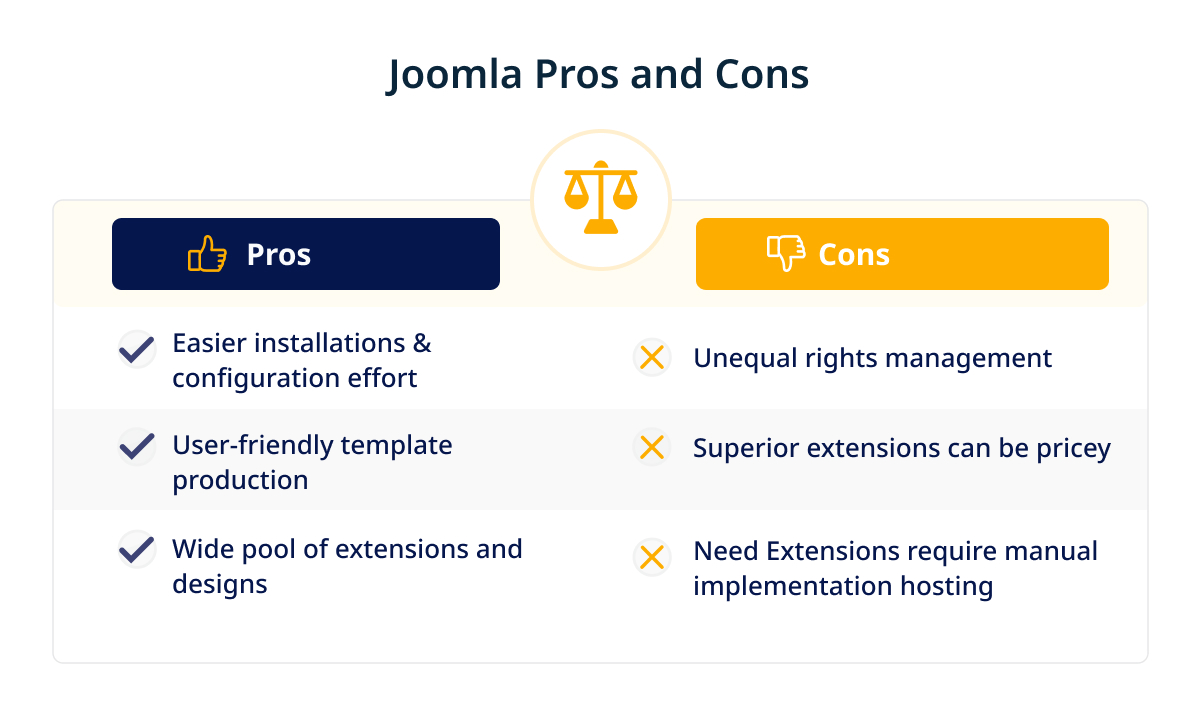 Joomla Pros and Cons
Pros
Easier installations &
configuration effort
User-friendly template
production
Wide pool of extensions and
designs
Cons
Unequal rights management
Superior extensions can be pricey
Need Extensions require manual
implementation hosting